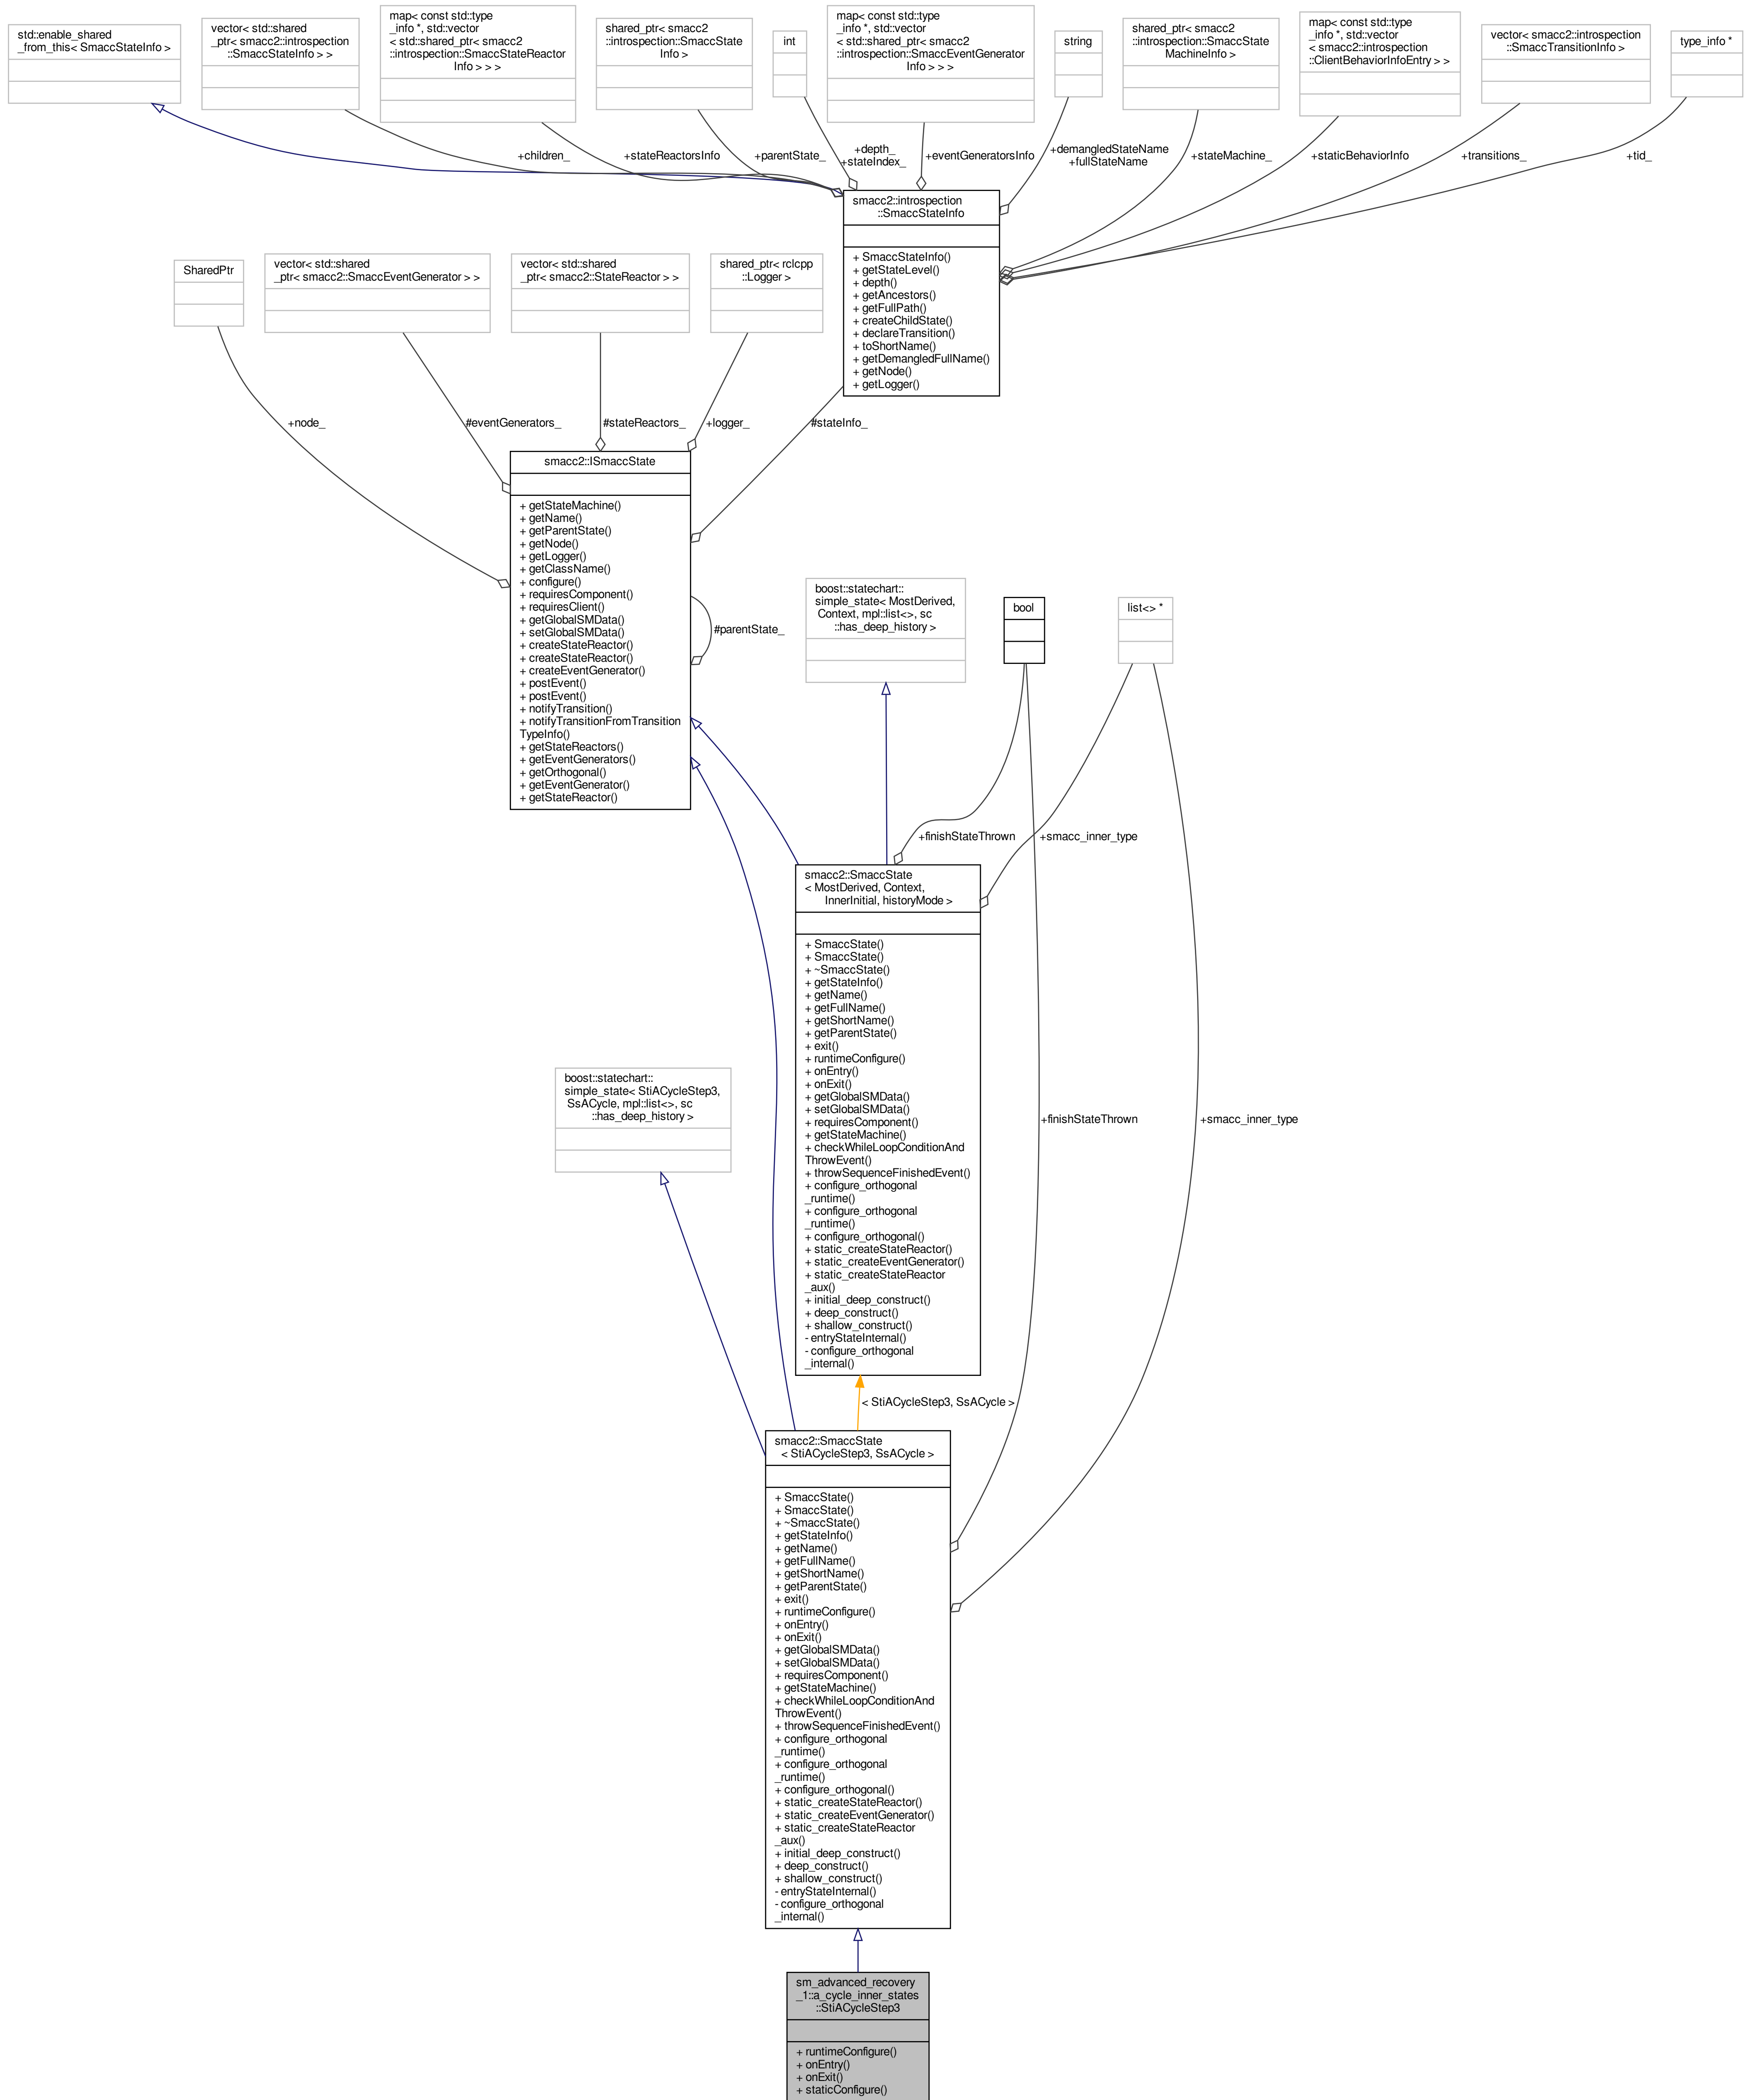 std::enable_shared
_from_this< SmaccStateInfo >
vector< std::shared
_ptr< smacc2::introspection
::SmaccStateInfo > >
map< const std::type
_info *, std::vector
< std::shared_ptr< smacc2
::introspection::SmaccStateReactor
Info > > >
shared_ptr< smacc2
::introspection::SmaccState
Info >
int
map< const std::type
_info *, std::vector
< std::shared_ptr< smacc2
::introspection::SmaccEventGenerator
Info > > >
string
shared_ptr< smacc2
::introspection::SmaccState
MachineInfo >
map< const std::type
_info *, std::vector
< smacc2::introspection
::ClientBehaviorInfoEntry > >
vector< smacc2::introspection
::SmaccTransitionInfo >
type_info *
+children_
+stateReactorsInfo
+parentState_
+depth_
+stateIndex_
+eventGeneratorsInfo
+demangledStateName
+fullStateName
+stateMachine_
+staticBehaviorInfo
+transitions_
+tid_
smacc2::introspection
::SmaccStateInfo
+ SmaccStateInfo()
+ getStateLevel()
+ depth()
+ getAncestors()
+ getFullPath()
+ createChildState()
+ declareTransition()
+ toShortName()
+ getDemangledFullName()
+ getNode()
+ getLogger()
SharedPtr
vector< std::shared
_ptr< smacc2::SmaccEventGenerator > >
vector< std::shared
_ptr< smacc2::StateReactor > >
shared_ptr< rclcpp
::Logger >
+node_
#eventGenerators_
#stateReactors_
+logger_
#stateInfo_
smacc2::ISmaccState
+ getStateMachine()
+ getName()
+ getParentState()
+ getNode()
+ getLogger()
+ getClassName()
+ configure()
+ requiresComponent()
+ requiresClient()
+ getGlobalSMData()
+ setGlobalSMData()
+ createStateReactor()
+ createStateReactor()
+ createEventGenerator()
+ postEvent()
+ postEvent()
+ notifyTransition()
+ notifyTransitionFromTransition
TypeInfo()
+ getStateReactors()
+ getEventGenerators()
+ getOrthogonal()
+ getEventGenerator()
+ getStateReactor()
#parentState_
boost::statechart::
simple_state< MostDerived,
Context, mpl::list<>, sc
::has_deep_history >
bool
list<> *
+finishStateThrown
+smacc_inner_type
smacc2::SmaccState
< MostDerived, Context,
InnerInitial, historyMode >
+ SmaccState()
+ SmaccState()
+ ~SmaccState()
+ getStateInfo()
+ getName()
+ getFullName()
+ getShortName()
+ getParentState()
+ exit()
+ runtimeConfigure()
+ onEntry()
+ onExit()
+ getGlobalSMData()
+ setGlobalSMData()
+ requiresComponent()
+ getStateMachine()
+ checkWhileLoopConditionAnd
ThrowEvent()
+ throwSequenceFinishedEvent()
+ configure_orthogonal
_runtime()
+ configure_orthogonal
_runtime()
+ configure_orthogonal()
+ static_createStateReactor()
+ static_createEventGenerator()
+ static_createStateReactor
_aux()
+ initial_deep_construct()
+ deep_construct()
+ shallow_construct()
- entryStateInternal()
- configure_orthogonal
_internal()
boost::statechart::
simple_state< StiACycleStep3,
SsACycle, mpl::list<>, sc
::has_deep_history >
+finishStateThrown
+smacc_inner_type
< StiACycleStep3, SsACycle >
smacc2::SmaccState
< StiACycleStep3, SsACycle >
+ SmaccState()
+ SmaccState()
+ ~SmaccState()
+ getStateInfo()
+ getName()
+ getFullName()
+ getShortName()
+ getParentState()
+ exit()
+ runtimeConfigure()
+ onEntry()
+ onExit()
+ getGlobalSMData()
+ setGlobalSMData()
+ requiresComponent()
+ getStateMachine()
+ checkWhileLoopConditionAnd
ThrowEvent()
+ throwSequenceFinishedEvent()
+ configure_orthogonal
_runtime()
+ configure_orthogonal
_runtime()
+ configure_orthogonal()
+ static_createStateReactor()
+ static_createEventGenerator()
+ static_createStateReactor
_aux()
+ initial_deep_construct()
+ deep_construct()
+ shallow_construct()
- entryStateInternal()
- configure_orthogonal
_internal()
sm_advanced_recovery
_1::a_cycle_inner_states
::StiACycleStep3
+ runtimeConfigure()
+ onEntry()
+ onExit()
+ staticConfigure()